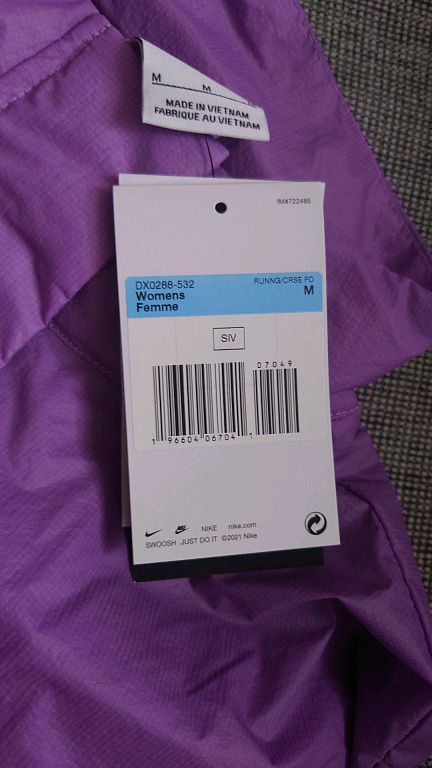 M M
MADE IN VIETNAM
FABRIQUÉ AU VIETNAM
IM#722485
DX0288-532
RUNNG/CRSE PD
Womens
M
Femme
SIV
07049
1 96604 06704 1
NIKE nike.com
SWOOSH JUST DO IT ©2021 Nike